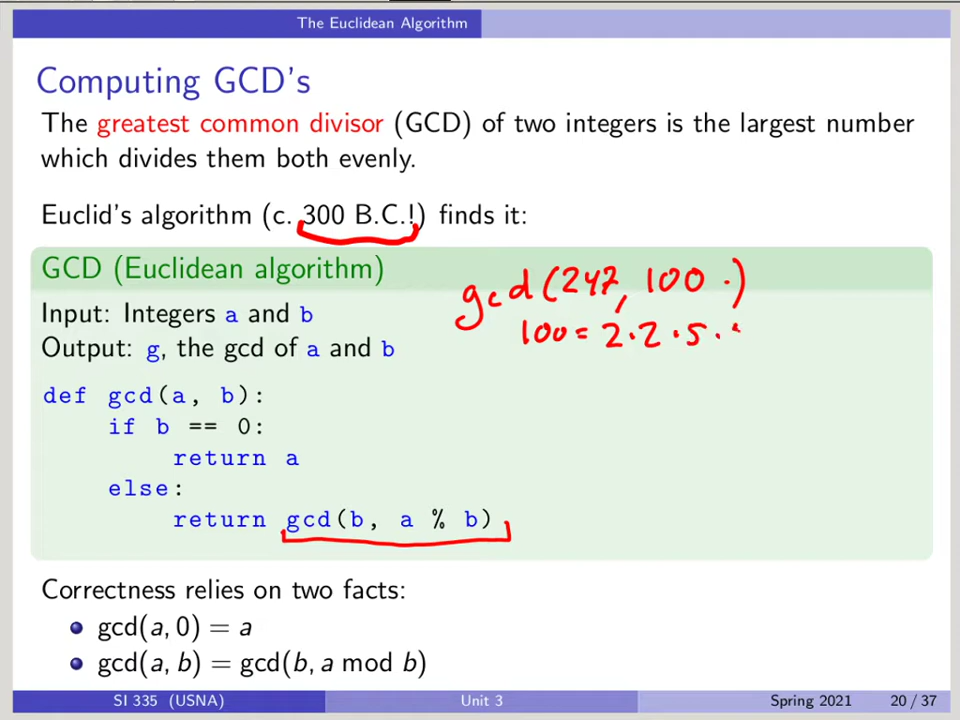 The Euclidean Algorithm
Computing GCD's
The greatest common divisor (GCD) of two integers is the largest number
which divides them both evenly.
Euclid's algorithm (c. 300 B.C.!) finds it:
GCD (Euclidean algorithm)
gcd(247, 100 .)
Input: Integers a and b
100 = 2·2·5·
Output: g, the gcd of a and b
def gcd(a, b):
if b == 0:
return a
else:
return gcd(b, a % b)
Correctness relies on two facts:
gcd(a, 0) = a
gcd(a, b) = gcd(b, a mod b)
SI 335 (USNA) Unit 3 Spring 2021 20 / 37